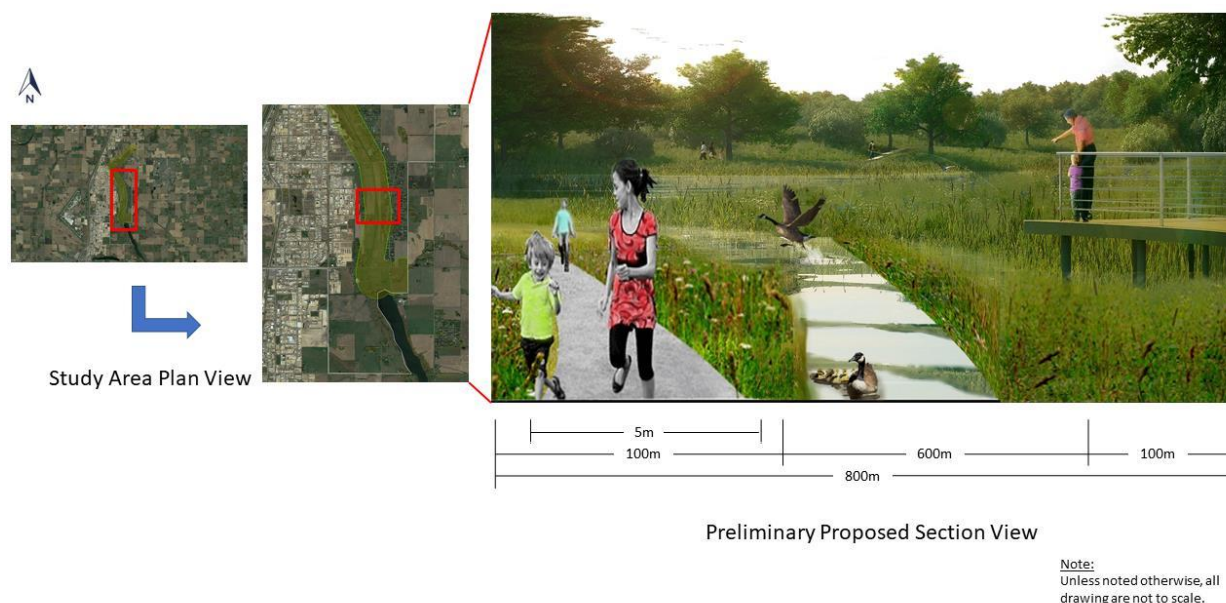 N
Study Area Plan View
5m
100m
600m
100m
800m
Preliminary Proposed Section View
Note:
Unless noted otherwise, all
drawing are not to scale.